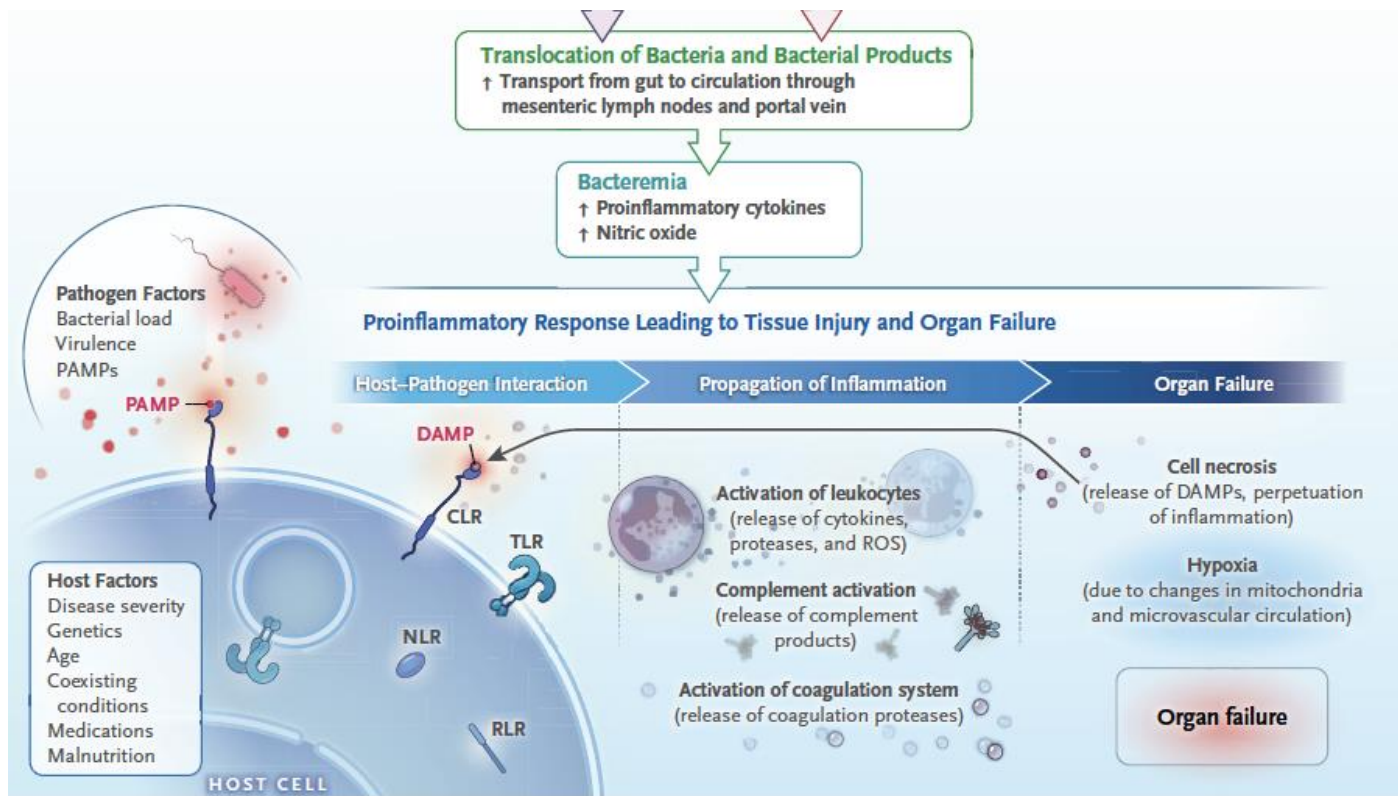 Translocation of Bacteria and Bacterial Products
↑ Transport from gut to circulation through
mesenteric lymph nodes and portal vein
Bacteremia
↑ Proinflammatory cytokines
↑ Nitric oxide
Pathogen Factors
Bacterial load
Virulence
PAMPs
PAMP
Proinflammatory Response Leading to Tissue Injury and Organ Failure
Host–Pathogen Interaction
Propagation of Inflammation
Organ Failure
DAMP
CLR
TLR
NLR
RLR
Host Factors
Disease severity
Genetics
Age
Coexisting
conditions
Medications
Malnutrition
HOST CELL
Activation of leukocytes
(release of cytokines,
proteases, and ROS)
Complement activation
(release of complement
products)
Activation of coagulation system
(release of coagulation proteases)
Cell necrosis
(release of DAMPs, perpetuation
of inflammation)
Hypoxia
(due to changes in mitochondria
and microvascular circulation)
Organ failure